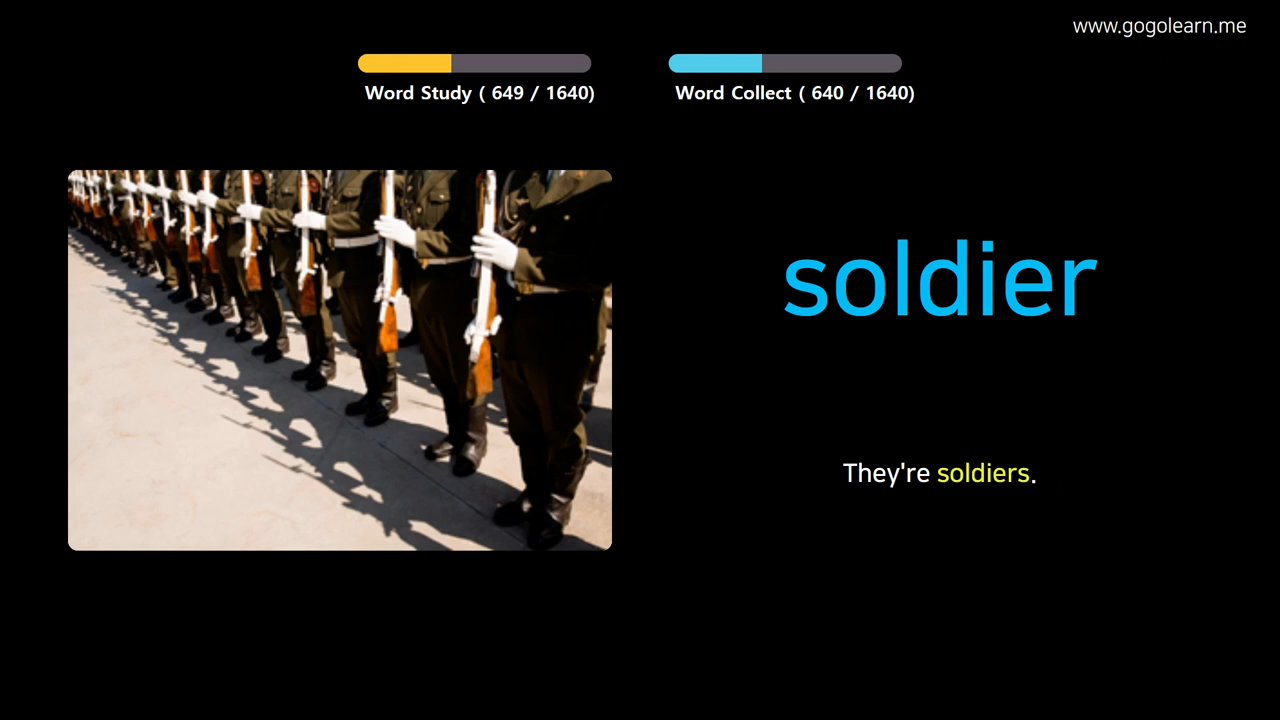 www.gogolearn.me
Word Study ( 649 / 1640)
Word Collect ( 640 / 1640)
soldier
They're soldiers.